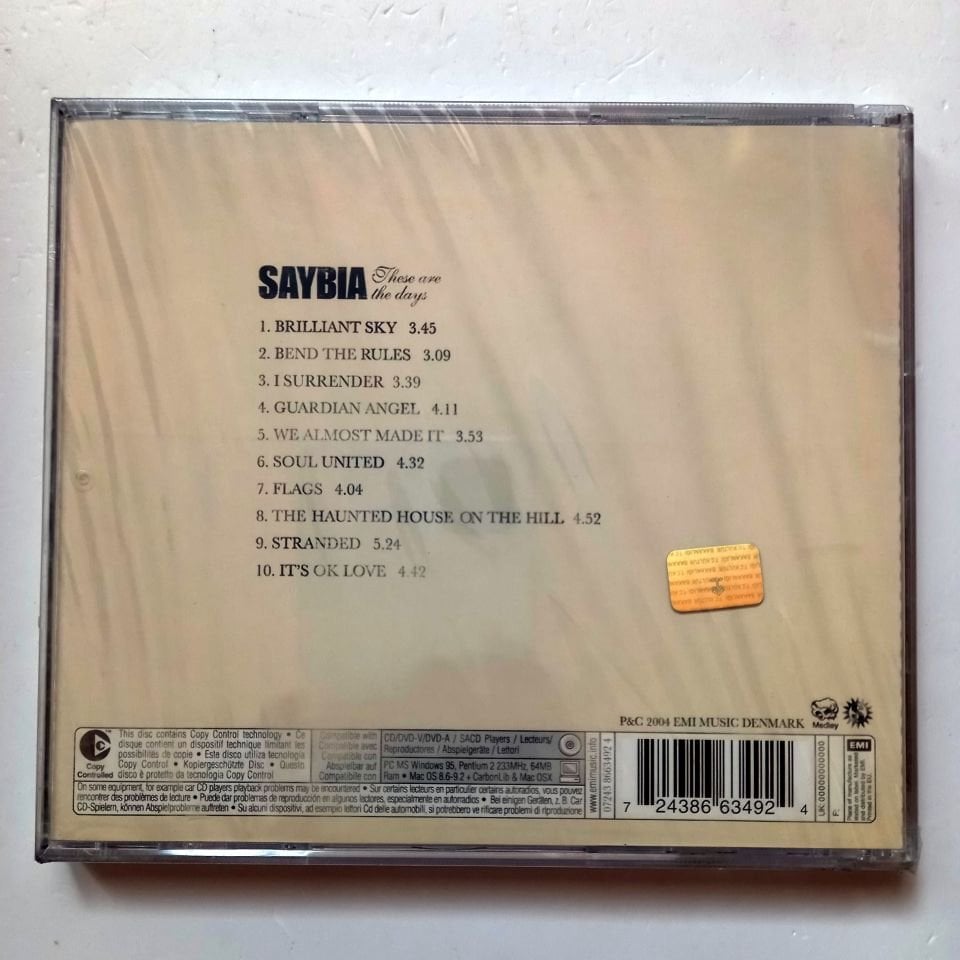 SAYBIA These are
the days
1. BRILLIANT SKY 3.45
2. BEND THE RULES 3.09
3. I SURRENDER 3.39
4. GUARDIAN ANGEL 4.11
5. WE ALMOST MADE IT 3.53
6. SOUL UNITED 4.32
7. FLAGS 4.04
8. THE HAUNTED HOUSE ON THE HILL 4.52
9. STRANDED 5.24
10. IT'S OK LOVE 4.42
P&C 2004 EMI MUSIC DENMARK
Medley
Copy
Controlled
This disc contains Copy Control technology • Ce
disque contient un dispositif technique limitant les
possibilités de copie • Este disco utiliza tecnología
Copy Control • Kopiergeschützte Disc • Questo
disco è protetto da tecnologia Copy Control
Compatible with
Compatible avec
Compatible con
Abspielbar auf
Compatibile con
CD/DVD-V/DVD-A / SACD Players / Lecteurs/
Reproductores / Abspielgeräte / Lettori
PC MS Windows 95, Pentium 2 233MHz, 64MB
Ram • Mac OS 8.6-9.2 + CarbonLib & Mac OSX
On some equipment, for example car CD players, playback problems may be encountered • Sur certains lecteurs en particulier certains autoradios, vous pouvez
rencontrer des problèmes de lecture • Puede dar problemas de reproducción en algunos lectores, especialmente en autoradios • Bei einigen Geräten, z. B. Car
CD-Spielern, können Abspielprobleme auftreten • Su alcuni dispositivi, ad esempio lettori Cd delle automobili, si potrebbero verificare problemi di riproduzione
www.emimusic.info
07243 8663492 4
7 24386 63492 4
UK:00000000000000
F:
EMI